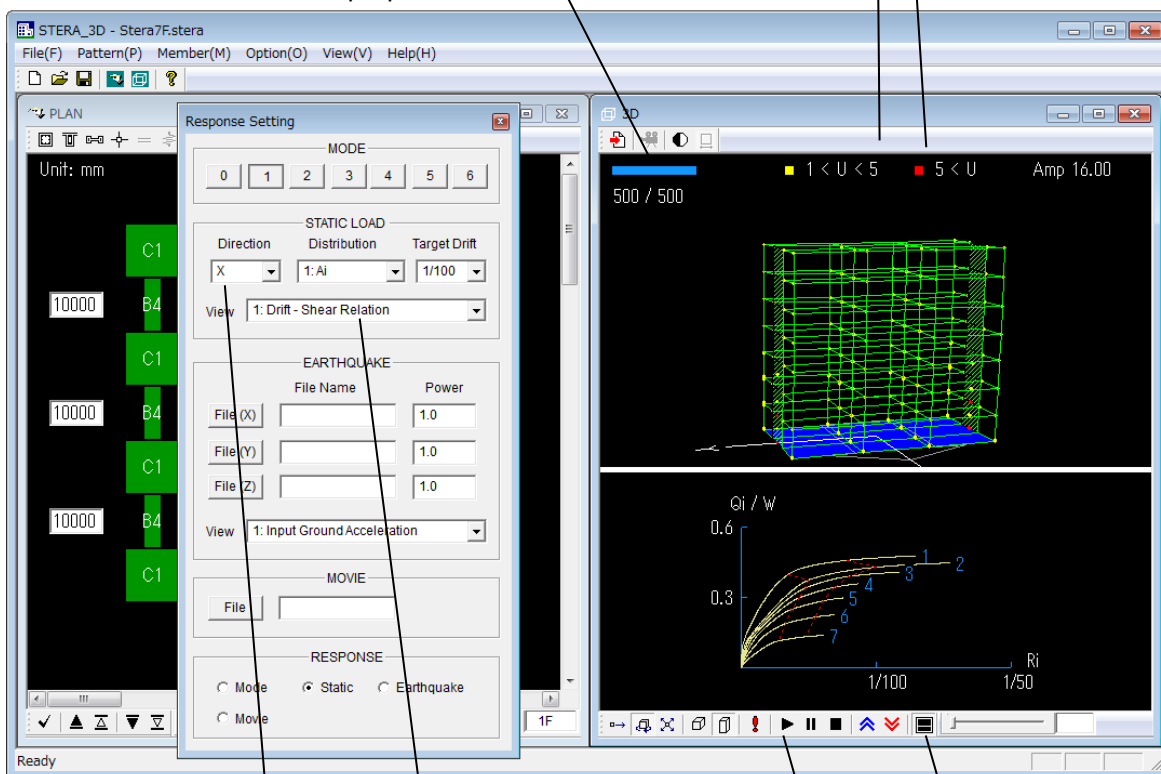 STERA_3D - Stera7F.stera
File(F) Pattern(P) Member(M) Option(O) View(V) Help(H)
PLAN
Unit: mm
C1
10000 B4
C1
10000 B4
C1
10000 B4
C1
1F
Response Setting
MODE
0 1 2 3 4 5 6
STATIC LOAD
Direction Distribution Target Drift
X 1: Ai 1/100
View 1: Drift - Shear Relation
EARTHQUAKE
File Name Power
File (X) 1.0
File (Y) 1.0
File (Z) 1.0
View 1: Input Ground Acceleration
MOVIE
File
RESPONSE
Mode Static Earthquake
Movie
3D
1 < U < 5 5 < U Amp 16.00
500 / 500
Qi / W
0.6
0.3
1
2
3
4
5
6
7
Ri
1/100 1/50
Ready